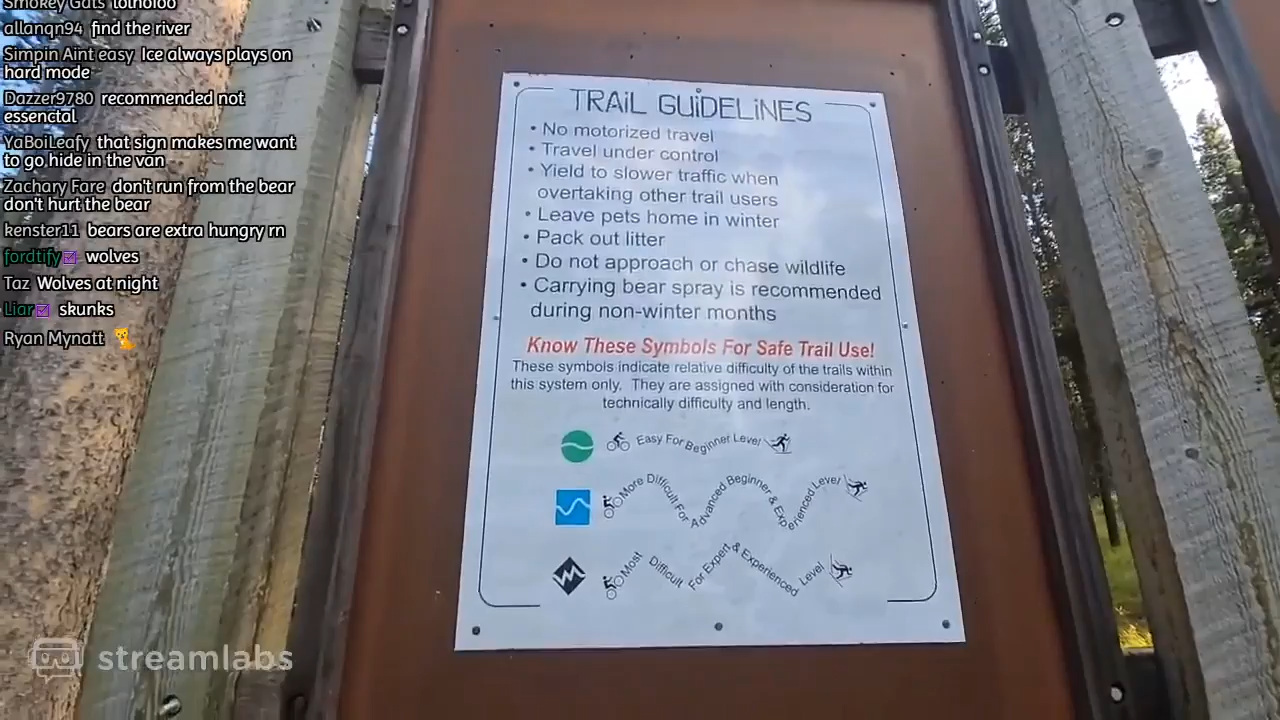 Smokey Gats lolholoo
allanqn94 find the river
Simpin Aint easy Ice always plays on
hard mode
Dazzer9780 recommended not
essenctal
YaBoiLeafy that sign makes me want
to go hide in the van
Zachary Fare don't run from the bear
don't hurt the bear
kenster11 bears are extra hungry rn
fordtify wolves
Taz Wolves at night
Liar skunks
Ryan Mynatt
streamlabs
TRAiL GUiDELiNES
• No motorized travel
• Travel under control
• Yield to slower traffic when
overtaking other trail users
• Leave pets home in winter
• Pack out litter
• Do not approach or chase wildlife
• Carrying bear spray is recommended
during non-winter months
Know These Symbols For Safe Trail Use!
These symbols indicate relative difficulty of the trails within
this system only. They are assigned with consideration for
technically difficulty and length.
Easy For Beginner Level
More Difficult For Advanced Beginner & Experienced Level
Most Difficult For Expert & Experienced Level